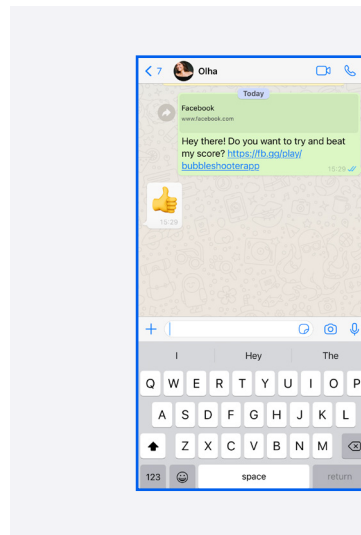 7 Olha
Today
Facebook
www.facebook.com
Hey there! Do you want to try and beat
my score? https://fb.gg/play/
bubbleshooterapp
15:29
15:29
I Hey The
Q W E R T Y U I O P
A S D F G H J K L
Z X C V B N M
123 space return